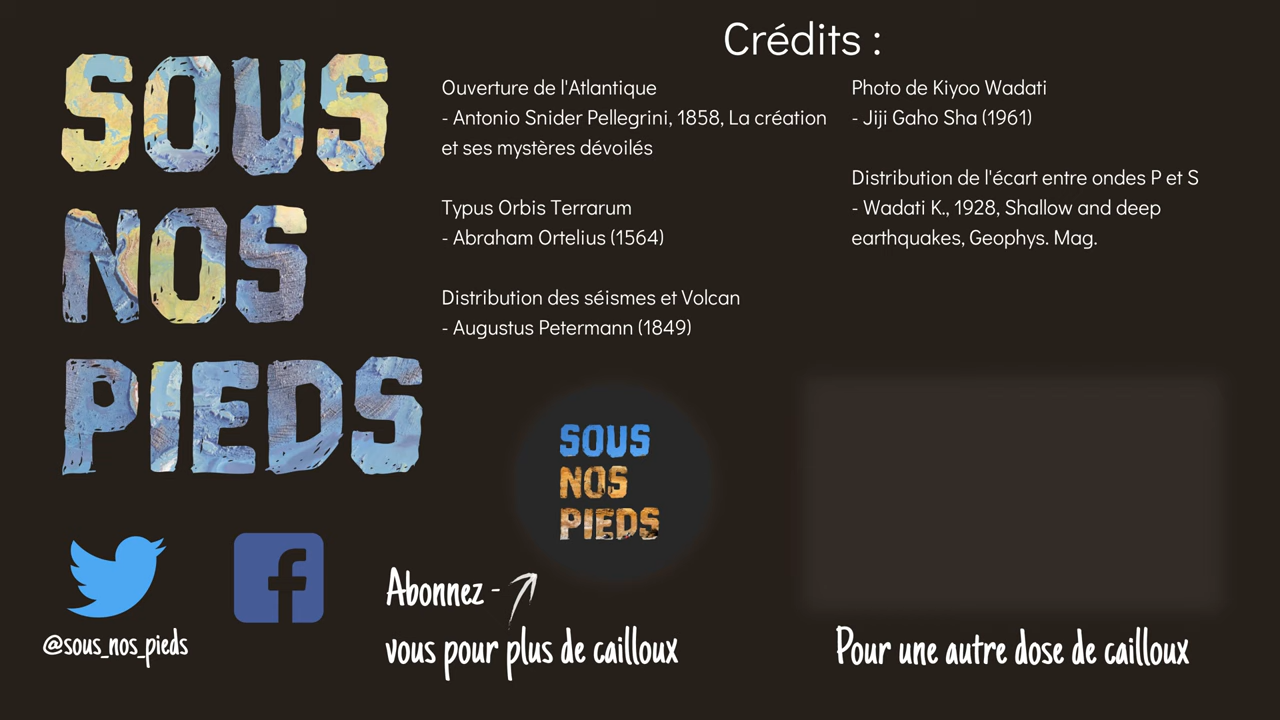 SOUS
NOS
PIEDS
Crédits :
Ouverture de l'Atlantique
- Antonio Snider Pellegrini, 1858, La création
et ses mystères dévoilés
Typus Orbis Terrarum
- Abraham Ortelius (1564)
Distribution des séismes et Volcan
- Augustus Petermann (1849)
Photo de Kiyoo Wadati
- Jiji Gaho Sha (1961)
Distribution de l'écart entre ondes P et S
- Wadati K., 1928, Shallow and deep
earthquakes, Geophys. Mag.
SOUS
NOS
PIEDS
@sous_nos_pieds
Abonnez -
vous pour plus de cailloux
Pour une autre dose de cailloux